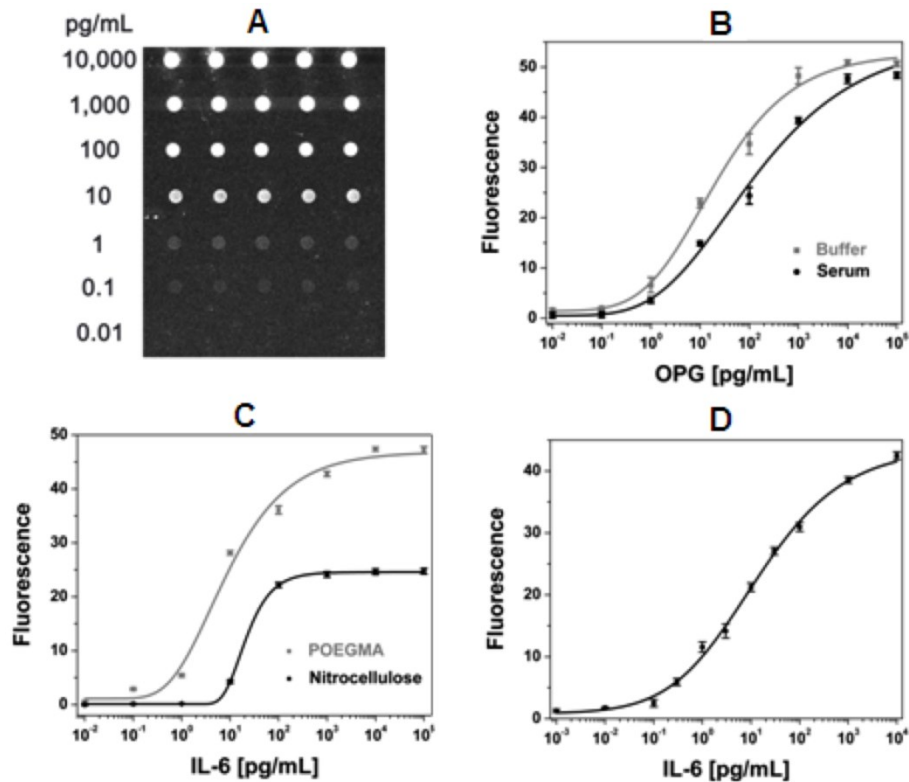 A
pg/mL
10,000
1,000
100
10
1
0.1
0.01
B
Fluorescence
50
40
30
20
10
0
Buffer
Serum
10⁻² 10⁻¹ 10⁰ 10¹ 10² 10³ 10⁴ 10⁵
OPG [pg/mL]
C
Fluorescence
50
40
30
20
10
0
POEGMA
Nitrocellulose
10⁻² 10⁻¹ 10⁰ 10¹ 10² 10³ 10⁴ 10⁵
IL-6 [pg/mL]
D
Fluorescence
40
30
20
10
0
10⁻³ 10⁻² 10⁻¹ 10⁰ 10¹ 10² 10³ 10⁴
IL-6 [pg/mL]